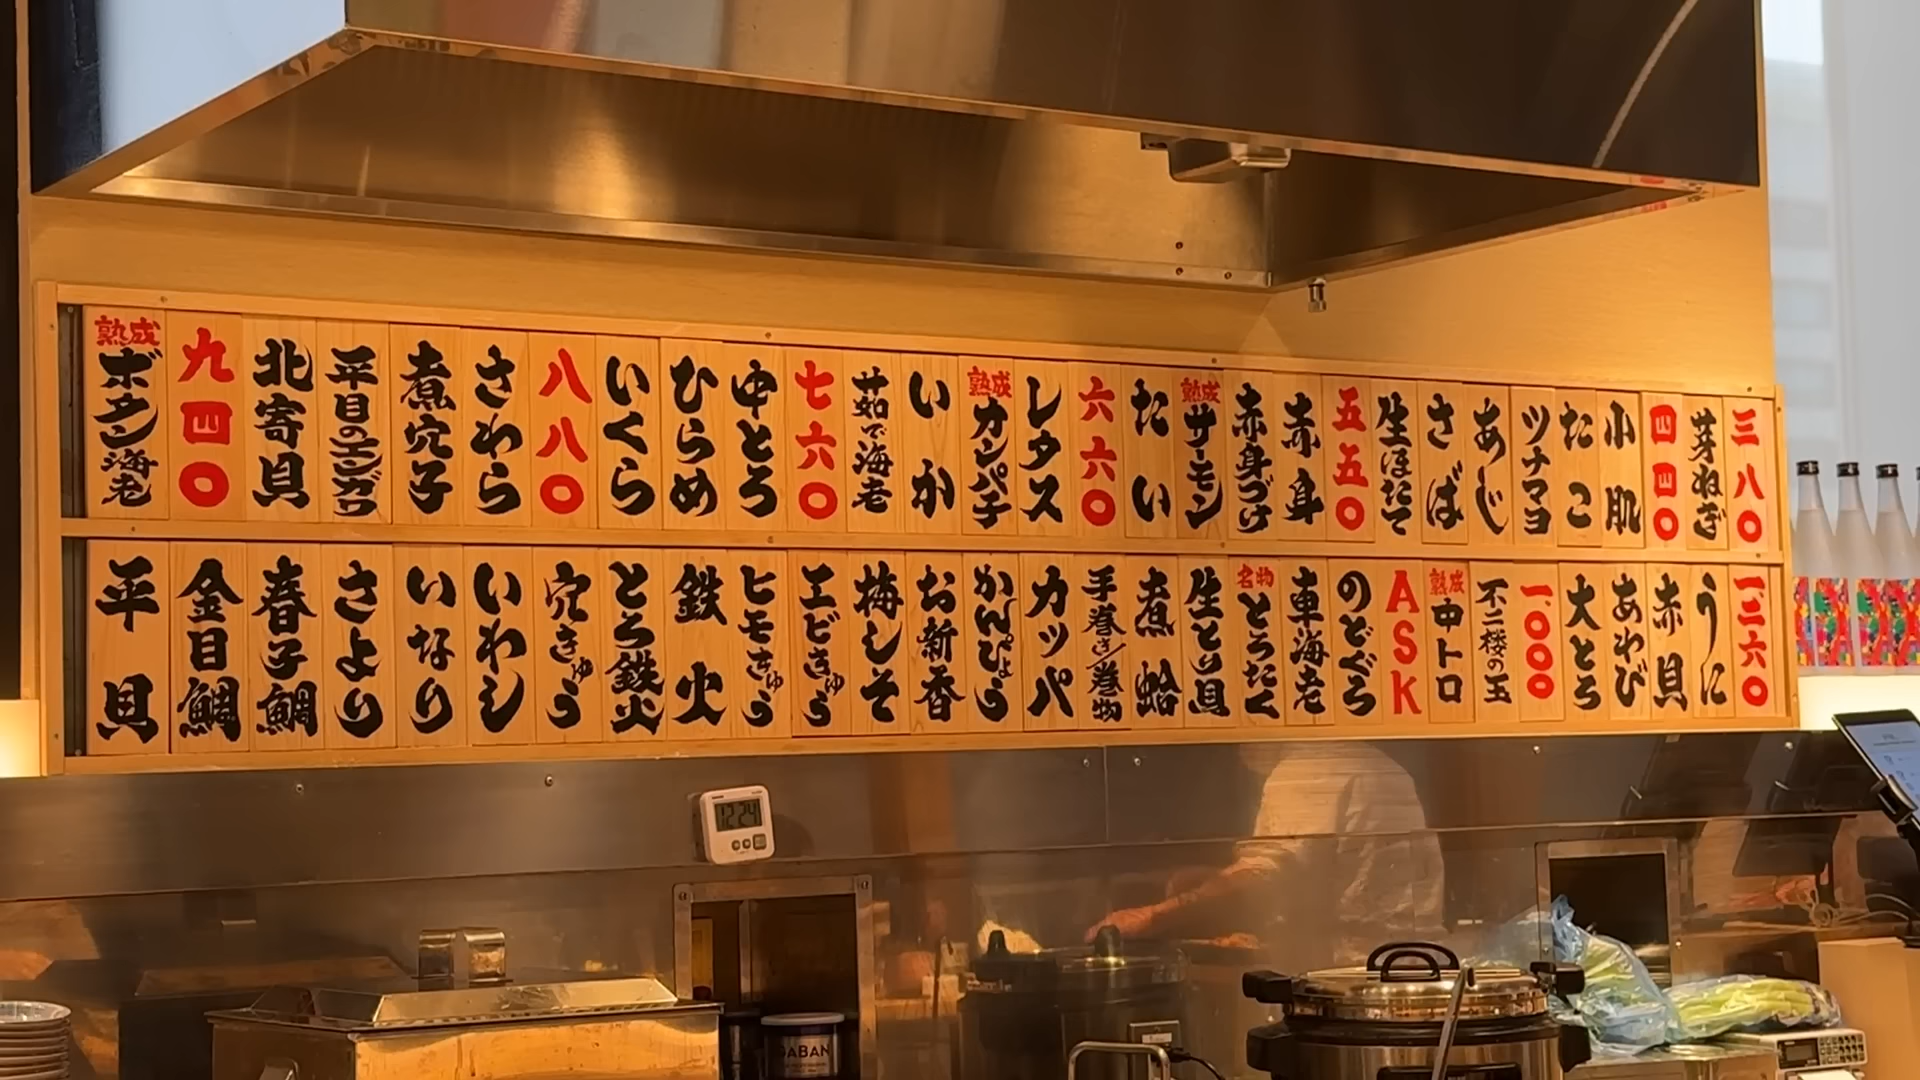 三八〇
芽ねぎ
四四〇
小肌
たこ
ツナマヨ
あじ
さば
生ほたて
五五〇
赤身
赤身づけ
熟成
サーモン
たい
六六〇
レタス
熟成
カンパチ
いか
茹で海老
七六〇
中とろ
ひらめ
いくら
八八〇
さわら
煮穴子
平目のエンガワ
北寄貝
九四〇
熟成
ボタン海老
一、三六〇
うに
赤貝
あわび
大とろ
一、〇〇〇
不二楼の玉
熟成
中トロ
ASK
のどぐろ
車海老
名物
とろたく
生とり貝
煮蛤
手巻き/巻物
カッパ
かんぴょう
お新香
梅しそ
エビきゅう
ヒモきゅう
鉄火
とろ鉄火
穴きゅう
いわし
いなり
さより
春子鯛
金目鯛
平貝
12:24
GABAN